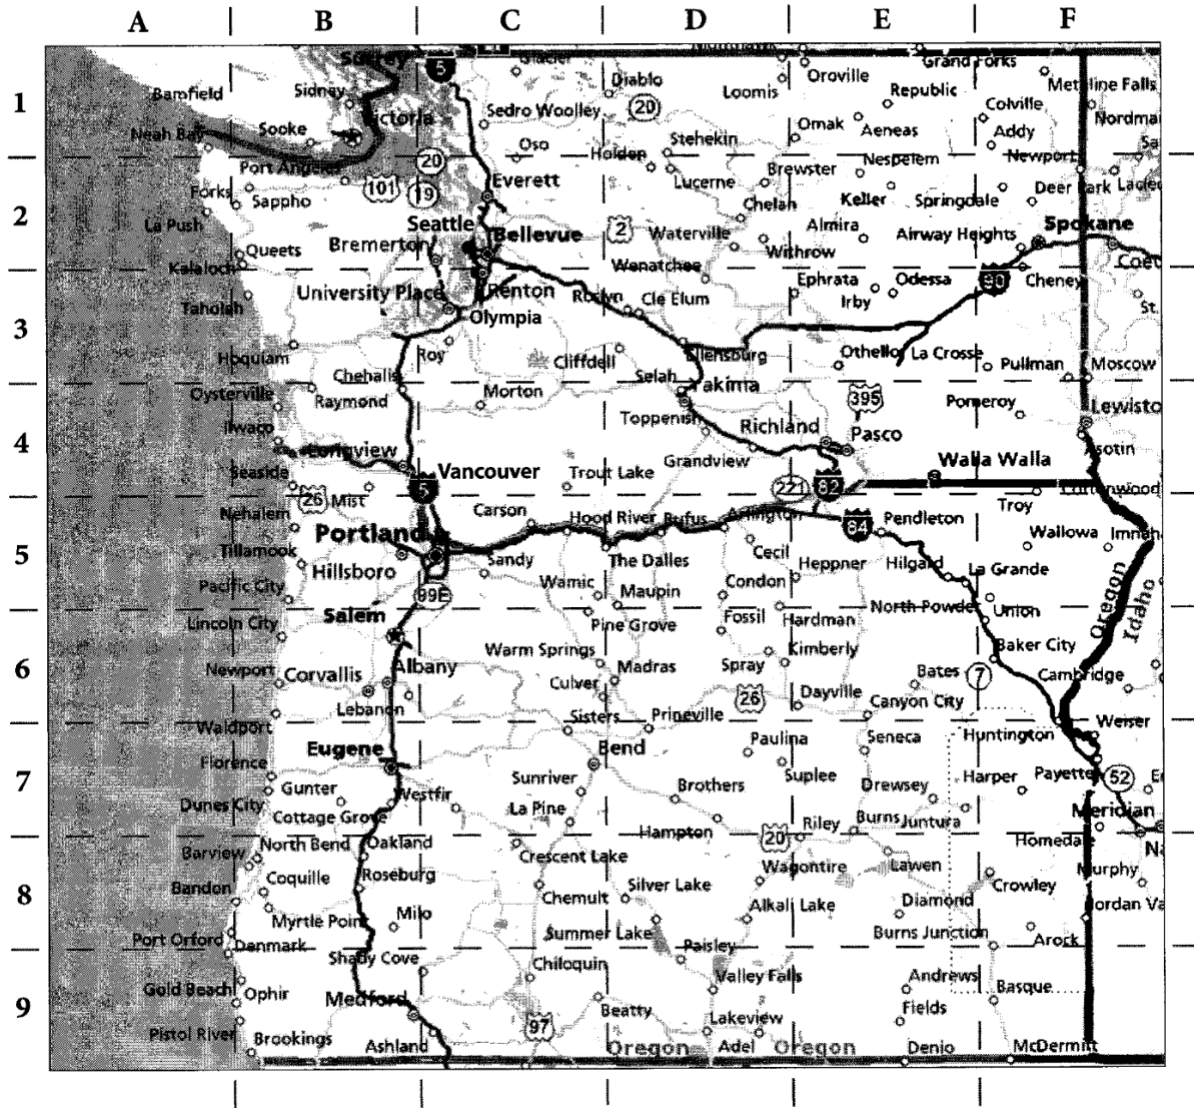 A B C D E F
1
Surrey
5
Glacier
Diablo
Loomis
Oroville
Grand Forks
Metaline Falls
Bamfield
Sidney
Victoria
Sedro Woolley
20
Republic
Colville
Neah Bay
Sooke
Oso
Stehekin
Omak
Aeneas
Addy
Holden
Nespelem
Newport
Port Angeles
20
2
Forks
Sappho
101
19
Everett
Lucerne
Brewster
Keller
Springdale
Deer Park
La Push
Seattle
Chelan
Almira
Spokane
Bremerton
Bellevue
2
Waterville
Withrow
Airway Heights
Queets
Kalaloch
Wenatchee
3
Taholah
University Place
Renton
Roslyn
Cle Elum
Ephrata
Irby
Odessa
90
Cheney
St.
Olympia
Hoquiam
Roy
Cliffdell
Ellensburg
Othello
La Crosse
Pullman
Moscow
Chehalis
Selah
Yakima
Oysterville
Raymond
Morton
395
Pomeroy
4
Ilwaco
Toppenish
Richland
Pasco
Longview
Grandview
Walla Walla
Asotin
Seaside
Vancouver
Trout Lake
221
82
26
Mist
5
Troy
Cottonwood
5
Nehalem
Carson
Hood River
Rufus
Arlington
84
Pendleton
Wallowa
Portland
Tillamook
Hillsboro
Sandy
The Dalles
Cecil
Heppner
Hilgard
La Grande
Pacific City
99E
Wamic
Maupin
Condon
Oregon
Idaho
6
Lincoln City
Salem
Pine Grove
Fossil
Hardman
North Powder
Union
Newport
Corvallis
Albany
Warm Springs
Madras
Spray
Kimberly
Baker City
Bates
7
Cambridge
Lebanon
Culver
26
Dayville
Canyon City
Waldport
Sisters
Prineville
7
Eugene
Bend
Paulina
Seneca
Huntington
Weiser
Florence
Gunter
Sunriver
Brothers
Suplee
Drewsey
Harper
Payette
52
Dunes City
Westfir
La Pine
Cottage Grove
Hampton
Riley
Burns
Juntura
Meridian
20
8
Barview
North Bend
Oakland
Crescent Lake
Wagontire
Lawen
Homedale
Murphy
Bandon
Coquille
Roseburg
Chemult
Silver Lake
Alkali Lake
Diamond
Crowley
Myrtle Point
Milo
Summer Lake
Burns Junction
Arock
Port Orford
Denmark
Paisley
9
Shady Cove
Chiloquin
Valley Falls
Andrews
Basque
Gold Beach
Ophir
Medford
Beatty
Fields
Pistol River
Brookings
97
Lakeview
Ashland
Oregon
Adel
Oregon
Denio
McDermitt